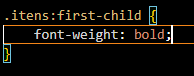 .itens:first-child {
    font-weight: bold;
}